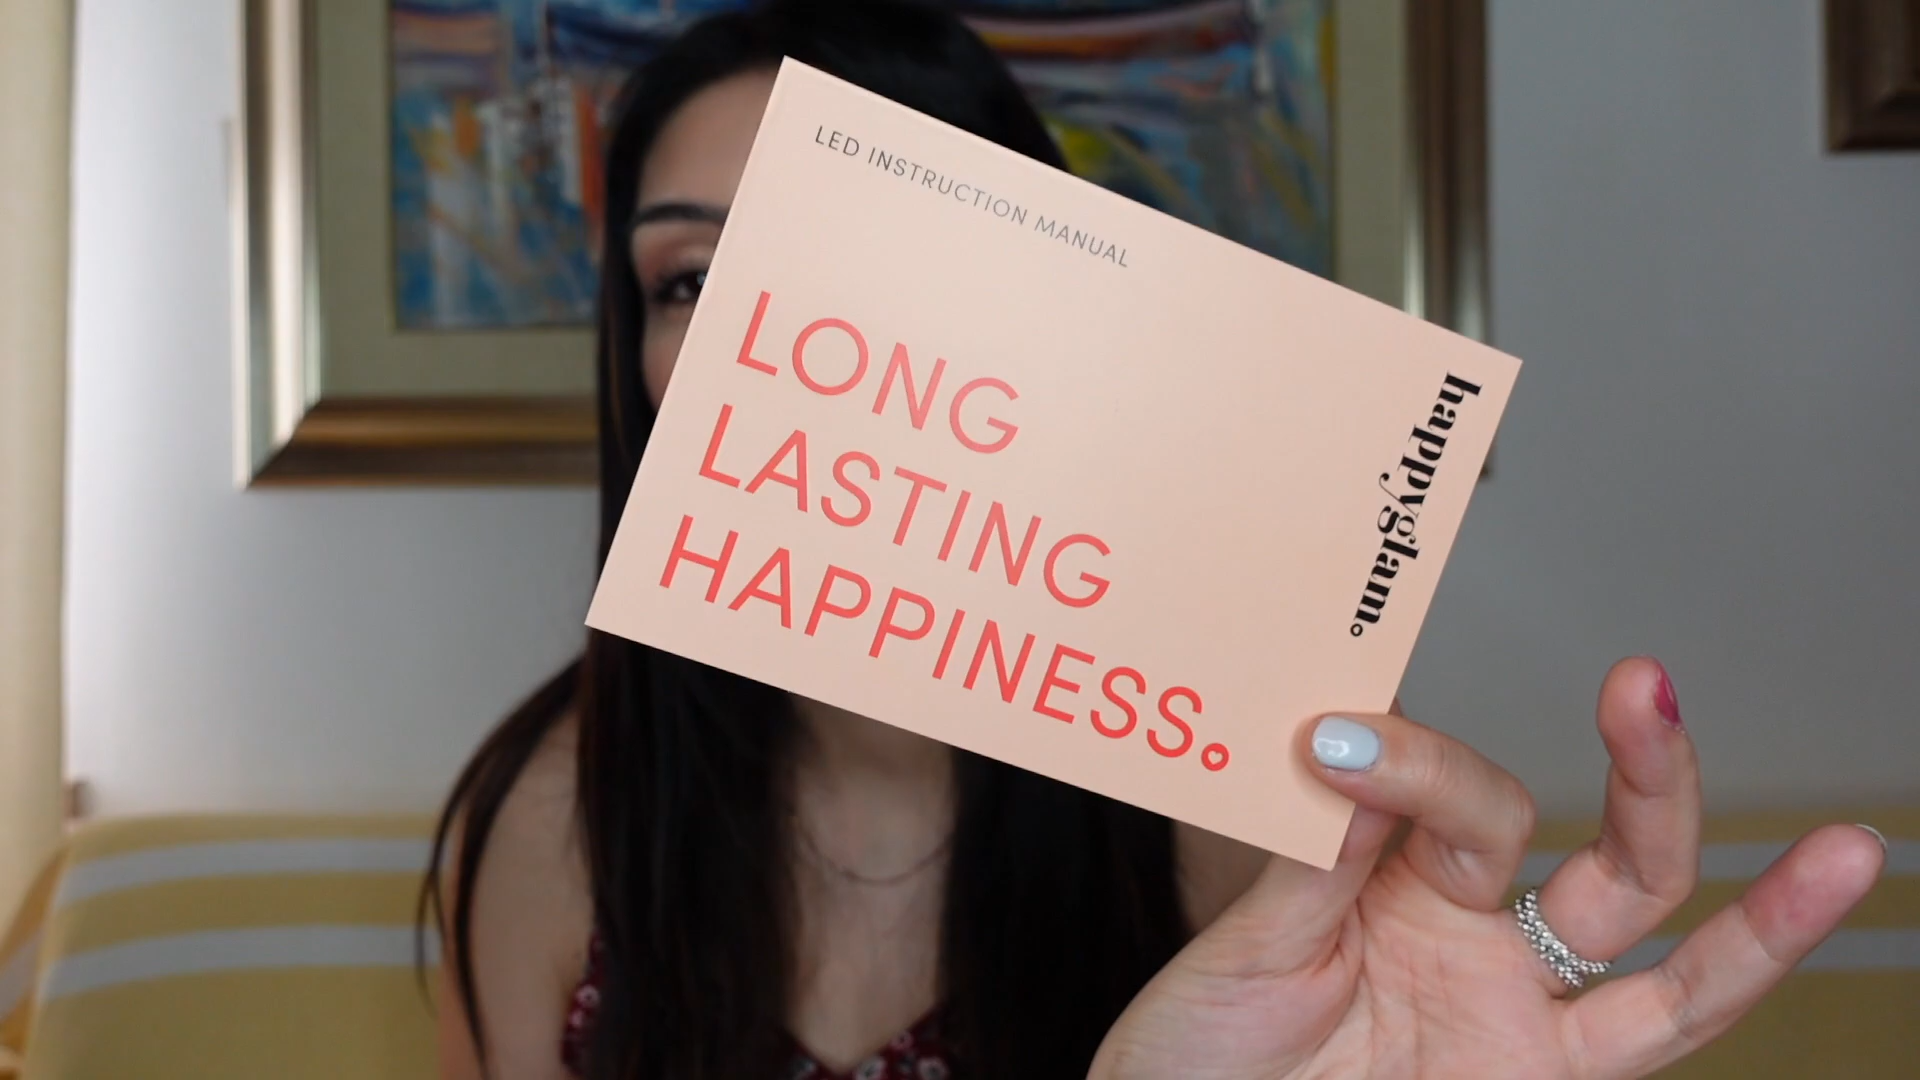 LED INSTRUCTION MANUAL
LONG
LASTING
HAPPINESS.
happyglam.